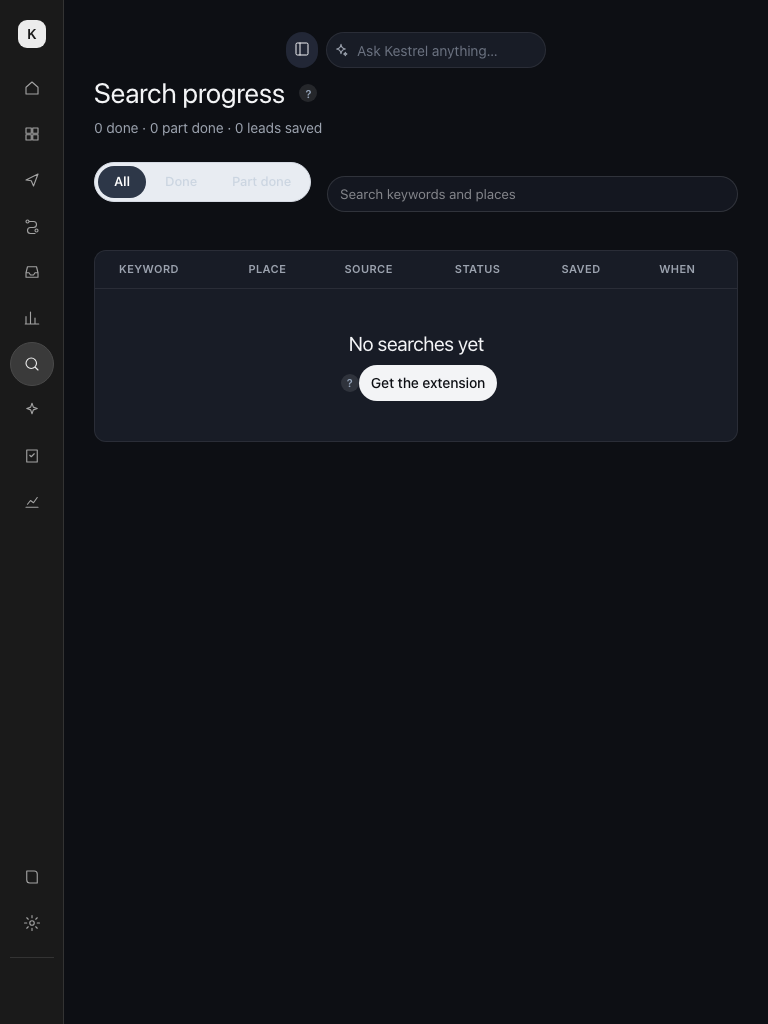 K
Ask Kestrel anything...
Search progress ?
0 done · 0 part done · 0 leads saved
All Done Part done
Search keywords and places
KEYWORD PLACE SOURCE STATUS SAVED WHEN
No searches yet
? Get the extension